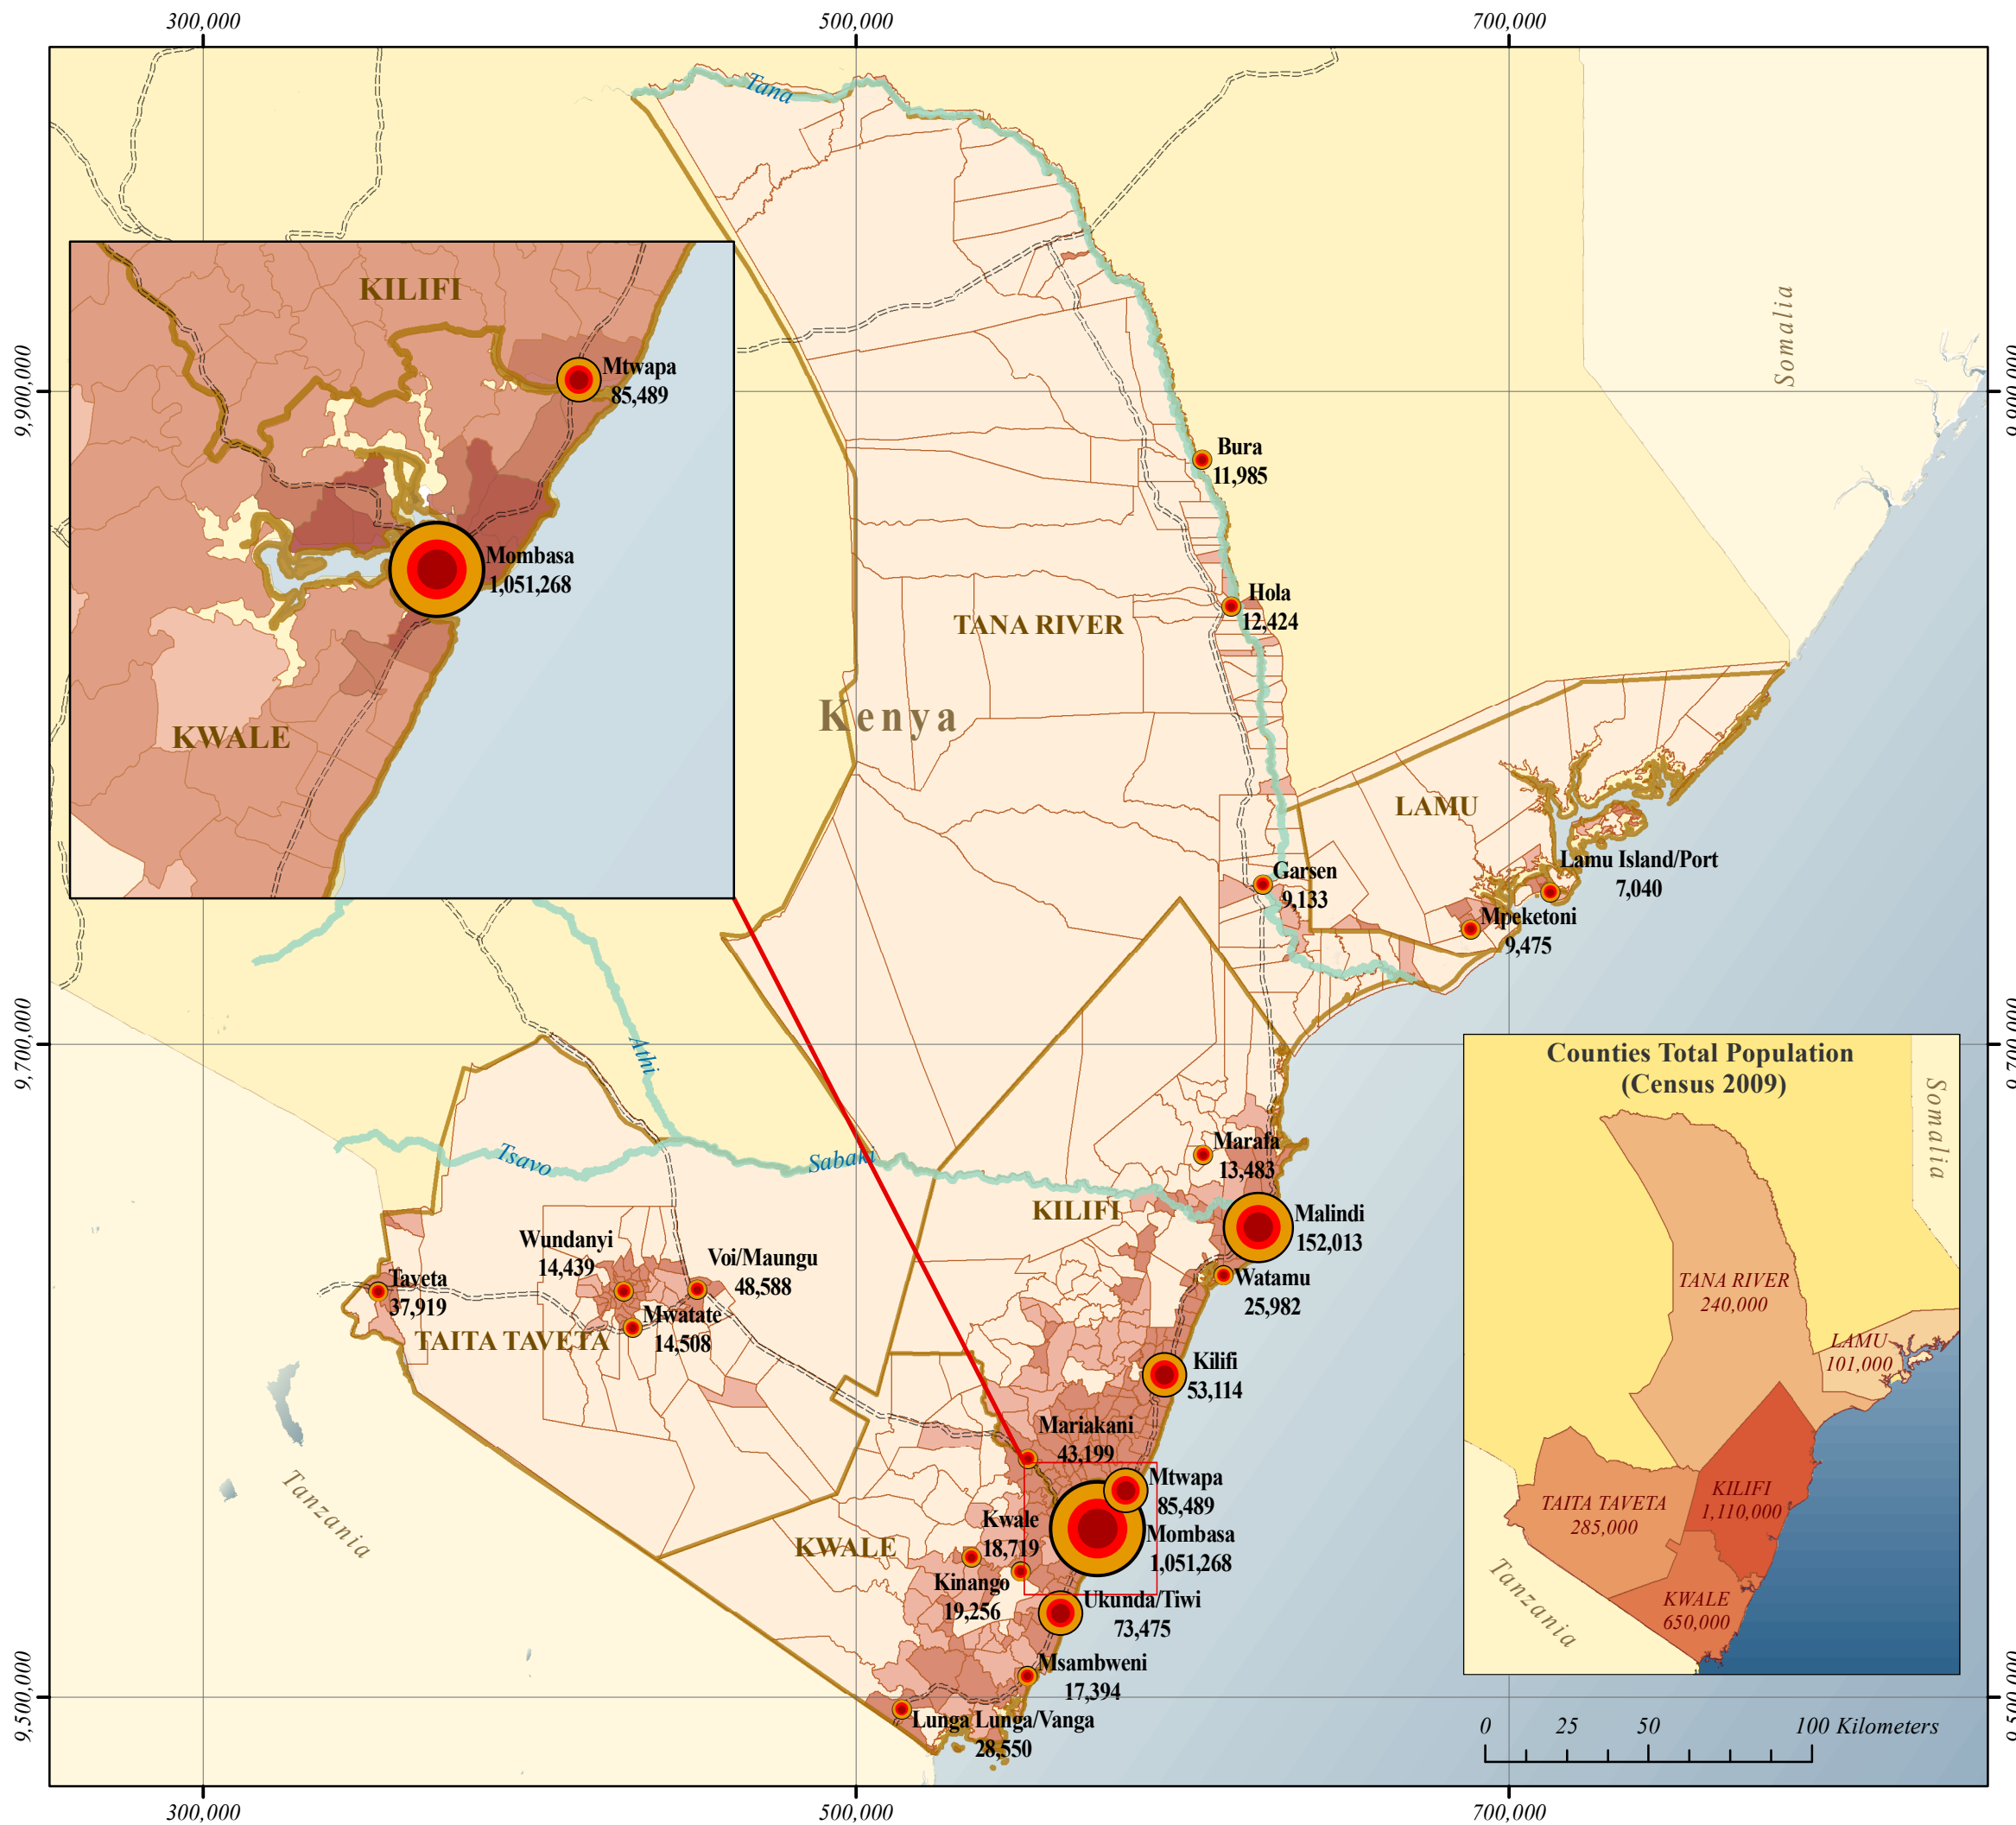 300,000
500,000
700,000
Tana
KILIFI
Mtwapa
85,489
Mombasa
1,051,268
KWALE
Somalia
9,900,000
Bura
11,985
Hola
12,424
TANA RIVER
Kenya
LAMU
Lamu Island/Port
7,040
Garsen
9,133
Mpeketoni
9,475
9,700,000
9,700,000
Athi
Tsavo
Sabaki
Marafa
13,483
KILIFI
Malindi
152,013
Watamu
25,982
Wundanyi
14,439
Voi/Maungu
48,588
Taveta
37,919
Mwatate
14,508
TAITA TAVETA
Kilifi
53,114
Mariakani
43,199
Mtwapa
85,489
Mombasa
1,051,268
Kwale
18,719
KWALE
Kinango
19,256
Ukunda/Tiwi
73,475
Msambweni
17,394
Lunga Lunga/Vanga
28,550
Tanzania
Counties Total Population
(Census 2009)
Somalia
TANA RIVER
240,000
LAMU
101,000
TAITA TAVETA
285,000
KILIFI
1,110,000
KWALE
650,000
Tanzania
9,500,000
9,500,000
0 25 50 100 Kilometers
300,000
500,000
700,000